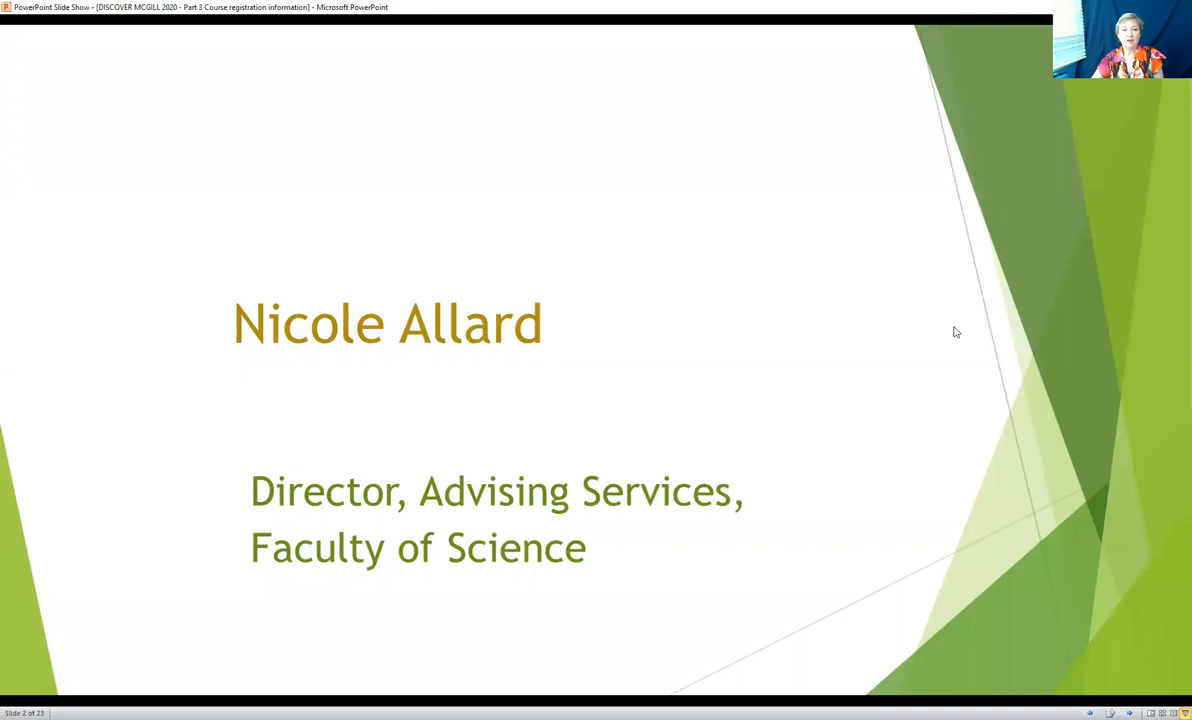 PowerPoint Slide Show - [DISCOVER MCGILL 2020 - Part 3 Course registration information] - Microsoft PowerPoint
Nicole Allard
Director, Advising Services,
Faculty of Science
Slide 2 of 23